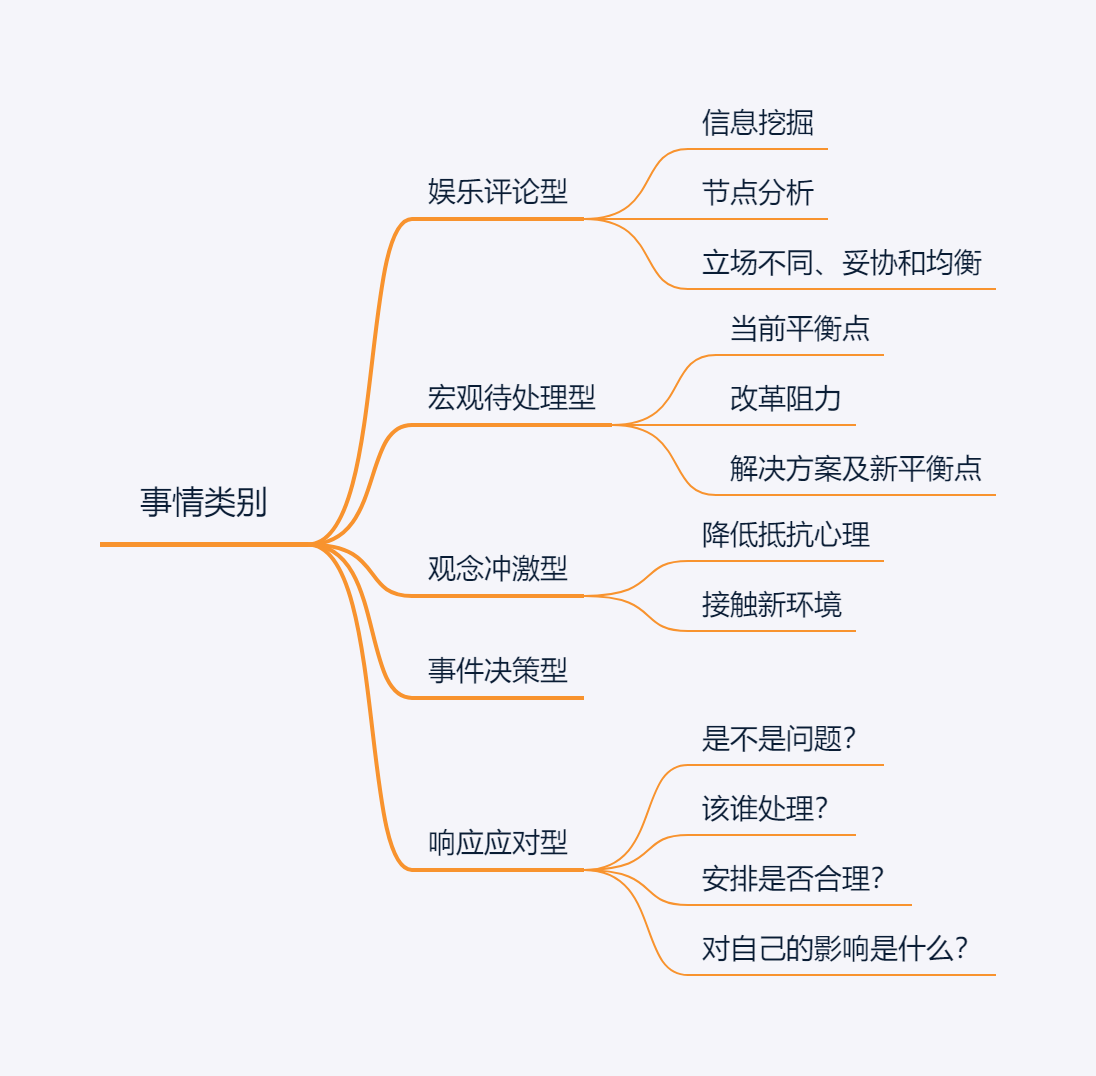 事情类别
娱乐评论型
信息挖掘
节点分析
立场不同、妥协和均衡
宏观待处理型
当前平衡点
改革阻力
解决方案及新平衡点
观念冲激型
降低抵抗心理
接触新环境
事件决策型
响应应对型
是不是问题？
该谁处理？
安排是否合理？
对自己的影响是什么？